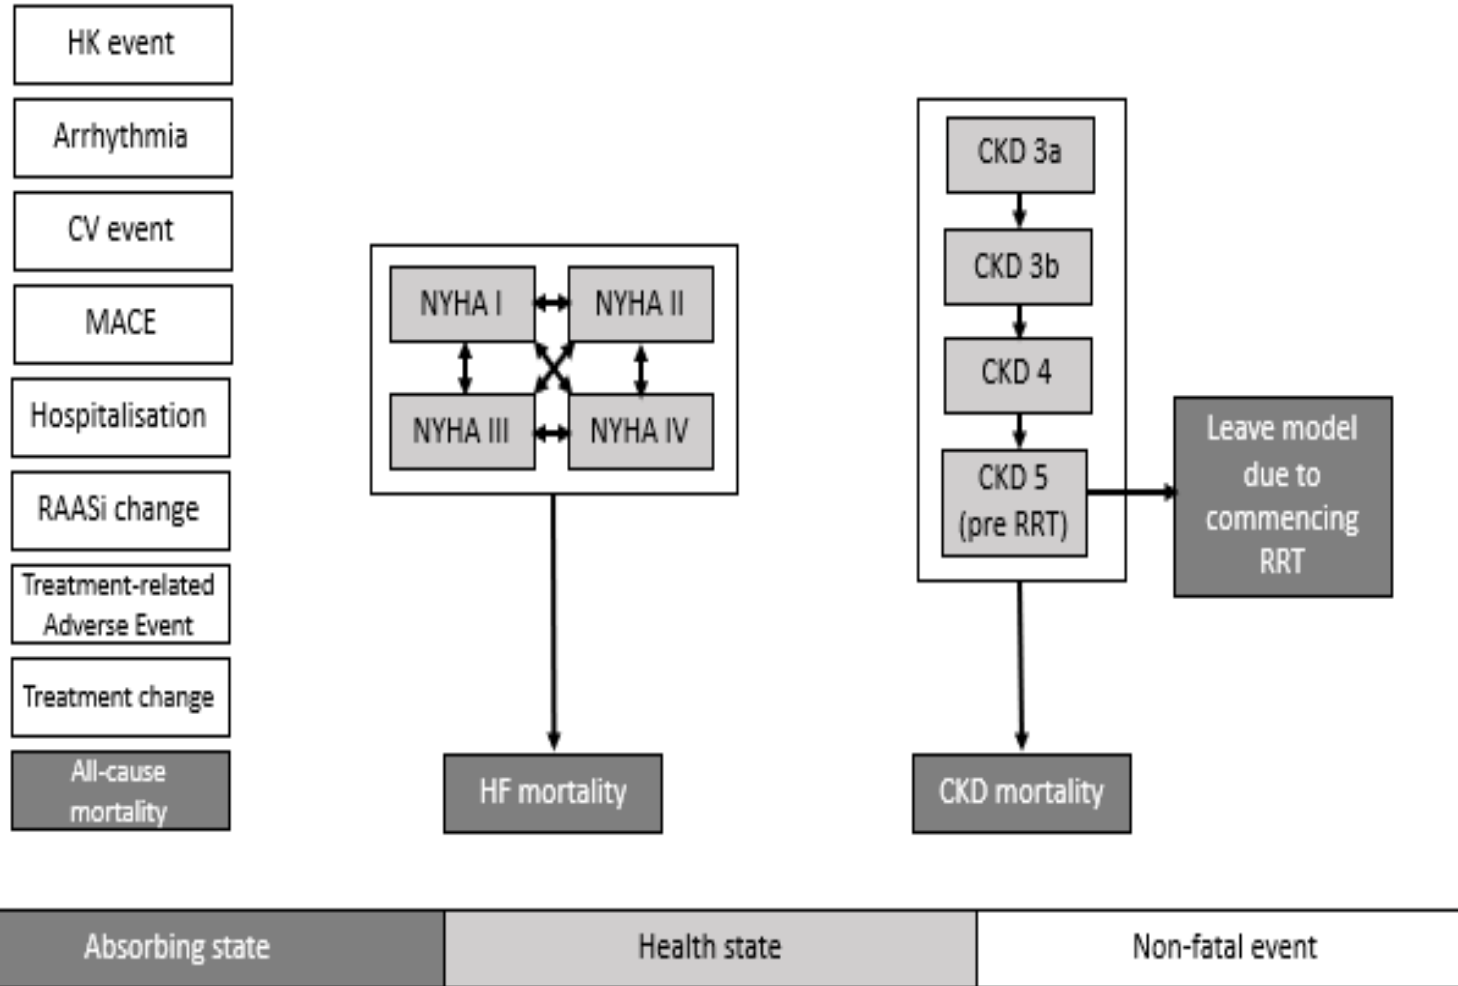 HK event
Arrhythmia
CV event
MACE
Hospitalisation
RAASi change
Treatment-related
Adverse Event
Treatment change
All-cause
mortality
NYHA I
NYHA II
NYHA III
NYHA IV
HF mortality
CKD 3a
CKD 3b
CKD 4
CKD 5
(pre RRT)
CKD mortality
Leave model
due to
commencing
RRT
Absorbing state
Health state
Non-fatal event